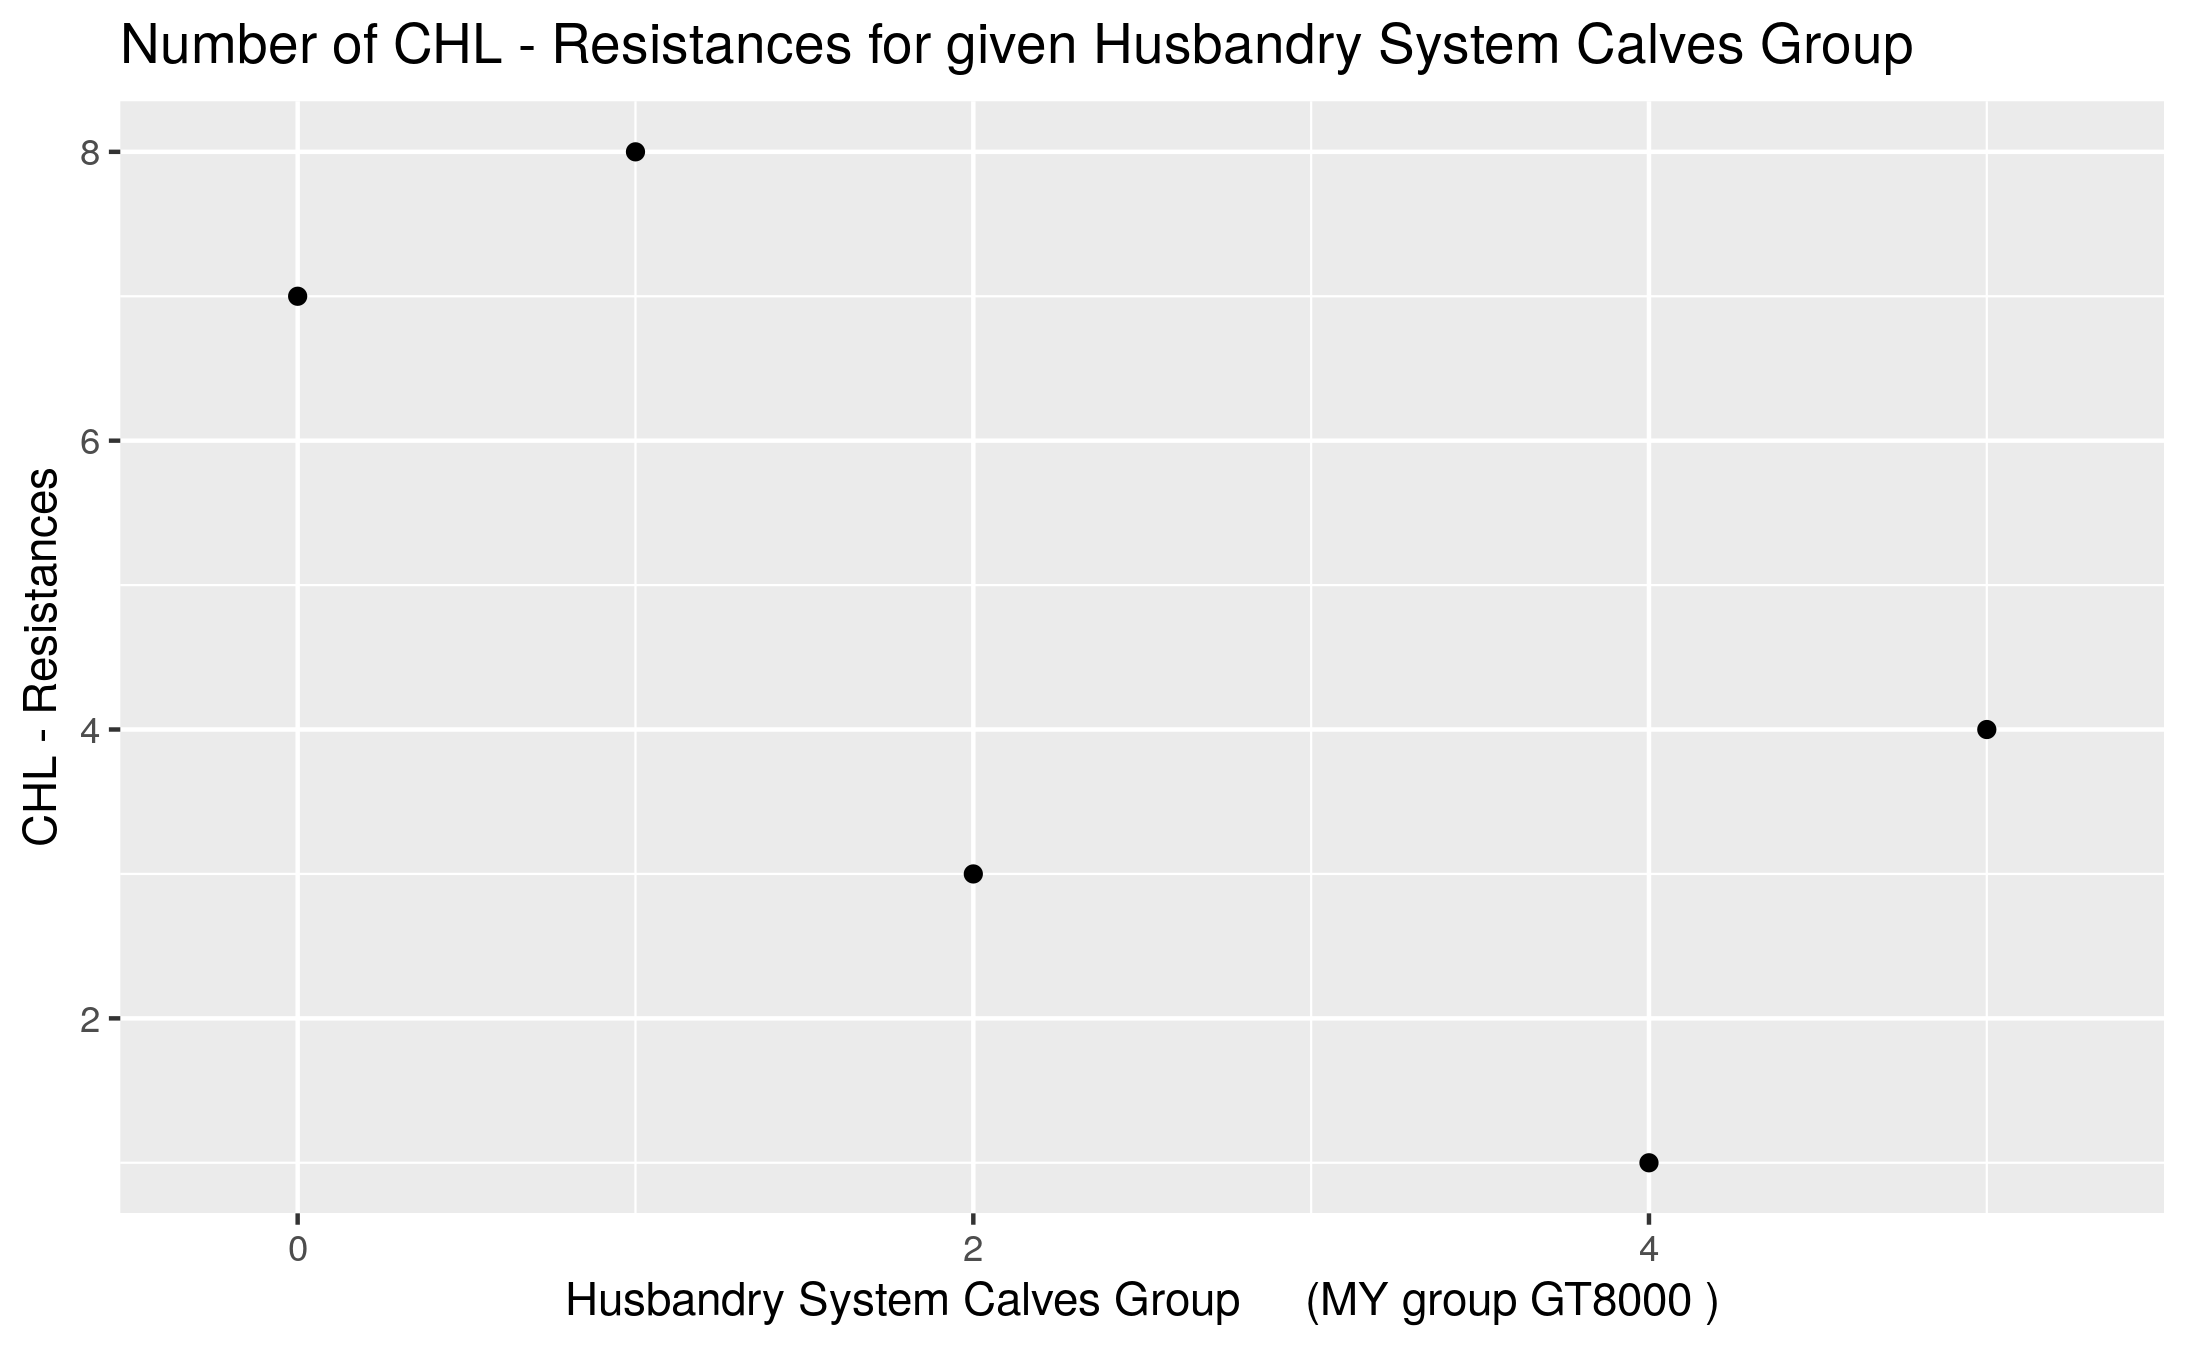 Number of CHL - Resistances for given Husbandry System Calves Group
CHL - Resistances
8
6
4
2
0
2
4
Husbandry System Calves Group     (MY group GT8000 )